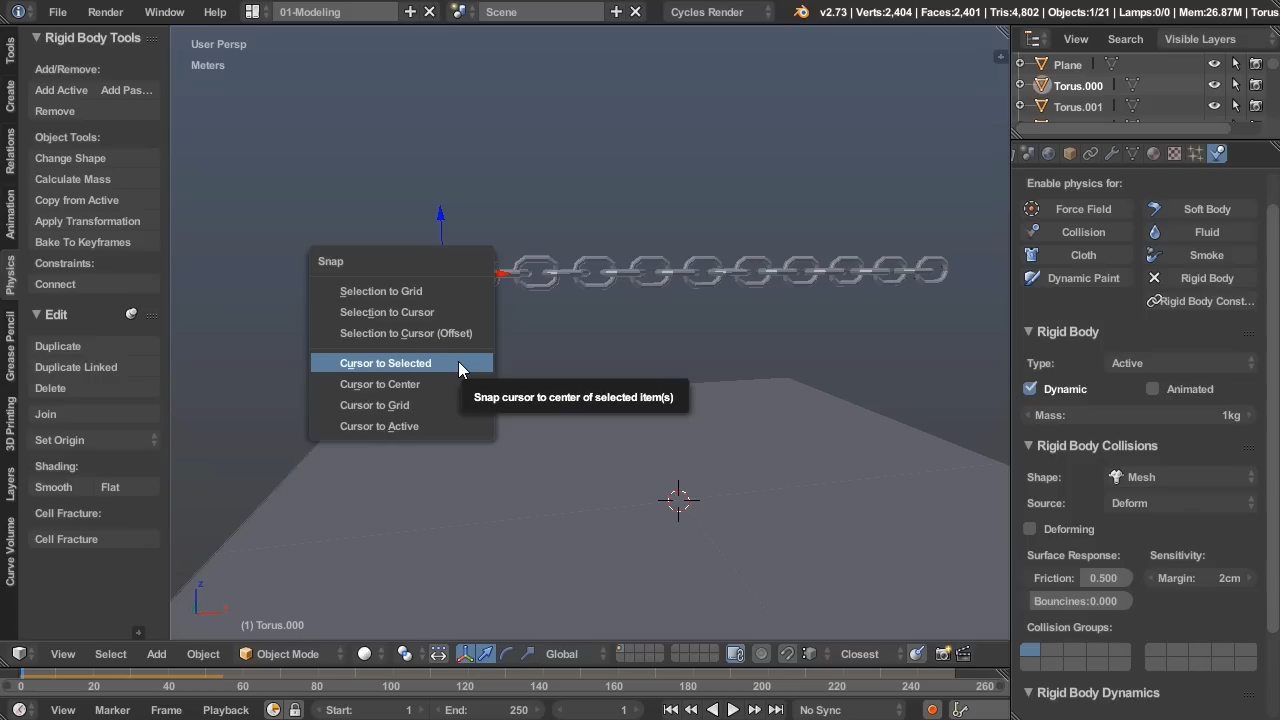 File Render Window Help 01-Modeling Scene Cycles Render v2.73 | Verts:2,404 | Faces:2,401 | Tris:4,802 | Objects:1/21 | Lamps:0/0 | Mem:26.87M | Torus
Rigid Body Tools
Add/Remove:
Add Active Add Pas...
Remove
Object Tools:
Change Shape
Calculate Mass
Copy from Active
Apply Transformation
Bake To Keyframes
Constraints:
Connect
Edit
Duplicate
Duplicate Linked
Delete
Join
Set Origin
Shading:
Smooth Flat
Cell Fracture:
Cell Fracture
Tools
Create
Relations
Animation
Physics
Grease Pencil
3D Printing
Layers
Curve Volume
User Persp
Meters
Snap
Selection to Grid
Selection to Cursor
Selection to Cursor (Offset)
Cursor to Selected
Cursor to Center
Cursor to Grid
Cursor to Active
Snap cursor to center of selected item(s)
z
(1) Torus.000
View Search Visible Layers
Plane
Torus.000
Torus.001
Enable physics for:
Force Field Soft Body
Collision Fluid
Cloth Smoke
Dynamic Paint Rigid Body
Rigid Body Const...
Rigid Body
Type: Active
Dynamic Animated
Mass: 1kg
Rigid Body Collisions
Shape: Mesh
Source: Deform
Deforming
Surface Response: Sensitivity:
Friction: 0.500 Margin: 2cm
Bouncines:0.000
Collision Groups:
Rigid Body Dynamics
View Select Add Object Object Mode Global Closest
0 20 40 60 80 100 120 140 160 180 200 220 240 260
View Marker Frame Playback Start: 1 End: 250 1 No Sync